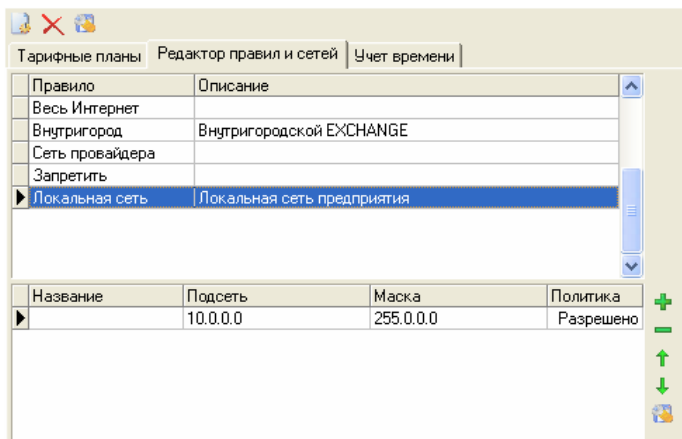 Тарифные планы Редактор правил и сетей Учет времени
Правило Описание
Весь Интернет
Внутригород Внутригородской EXCHANGE
Сеть провайдера
Запретить
Локальная сеть Локальная сеть предприятия
Название Подсеть Маска Политика
10.0.0.0 255.0.0.0 Разрешено